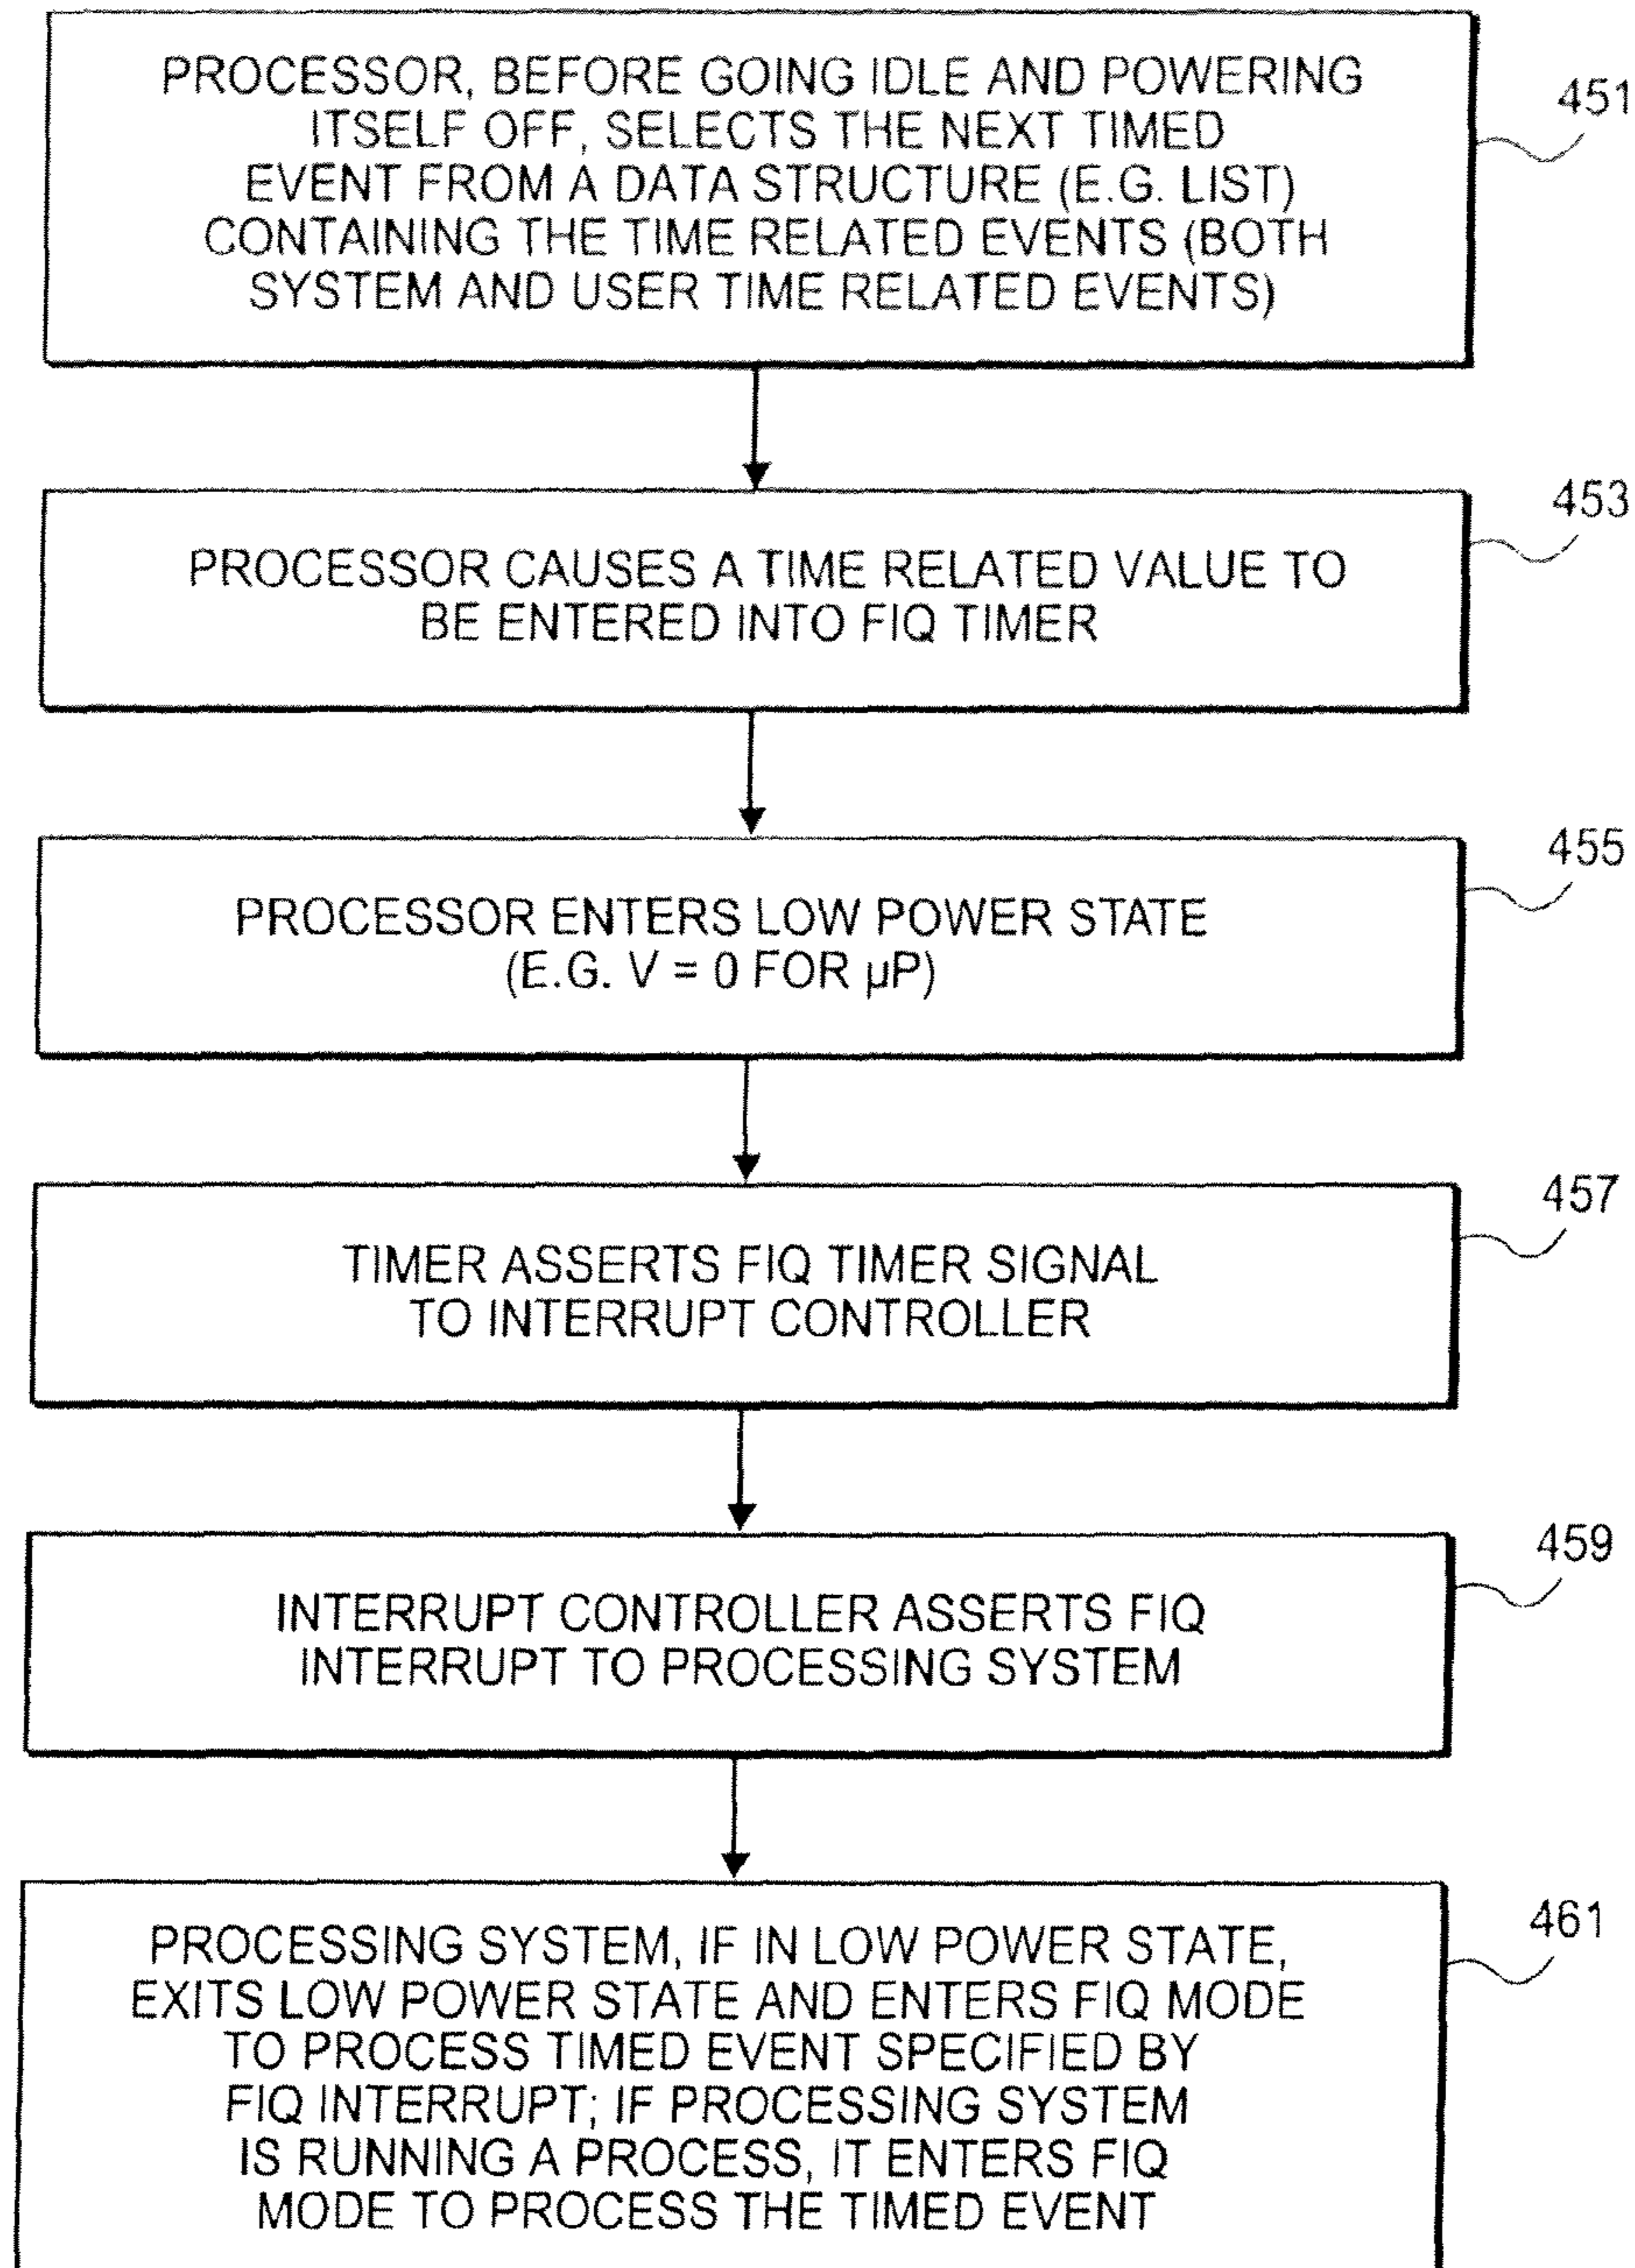 PROCESSOR, BEFORE GOING IDLE AND POWERING
ITSELF OFF, SELECTS THE NEXT TIMED
EVENT FROM A DATA STRUCTURE (E.G. LIST)
CONTAINING THE TIME RELATED EVENTS (BOTH
SYSTEM AND USER TIME RELATED EVENTS)
451
PROCESSOR CAUSES A TIME RELATED VALUE TO
BE ENTERED INTO FIQ TIMER
453
PROCESSOR ENTERS LOW POWER STATE
(E.G. V = 0 FOR µP)
455
TIMER ASSERTS FIQ TIMER SIGNAL
TO INTERRUPT CONTROLLER
457
INTERRUPT CONTROLLER ASSERTS FIQ
INTERRUPT TO PROCESSING SYSTEM
459
PROCESSING SYSTEM, IF IN LOW POWER STATE,
EXITS LOW POWER STATE AND ENTERS FIQ MODE
TO PROCESS TIMED EVENT SPECIFIED BY
FIQ INTERRUPT; IF PROCESSING SYSTEM
IS RUNNING A PROCESS, IT ENTERS FIQ
MODE TO PROCESS THE TIMED EVENT
461